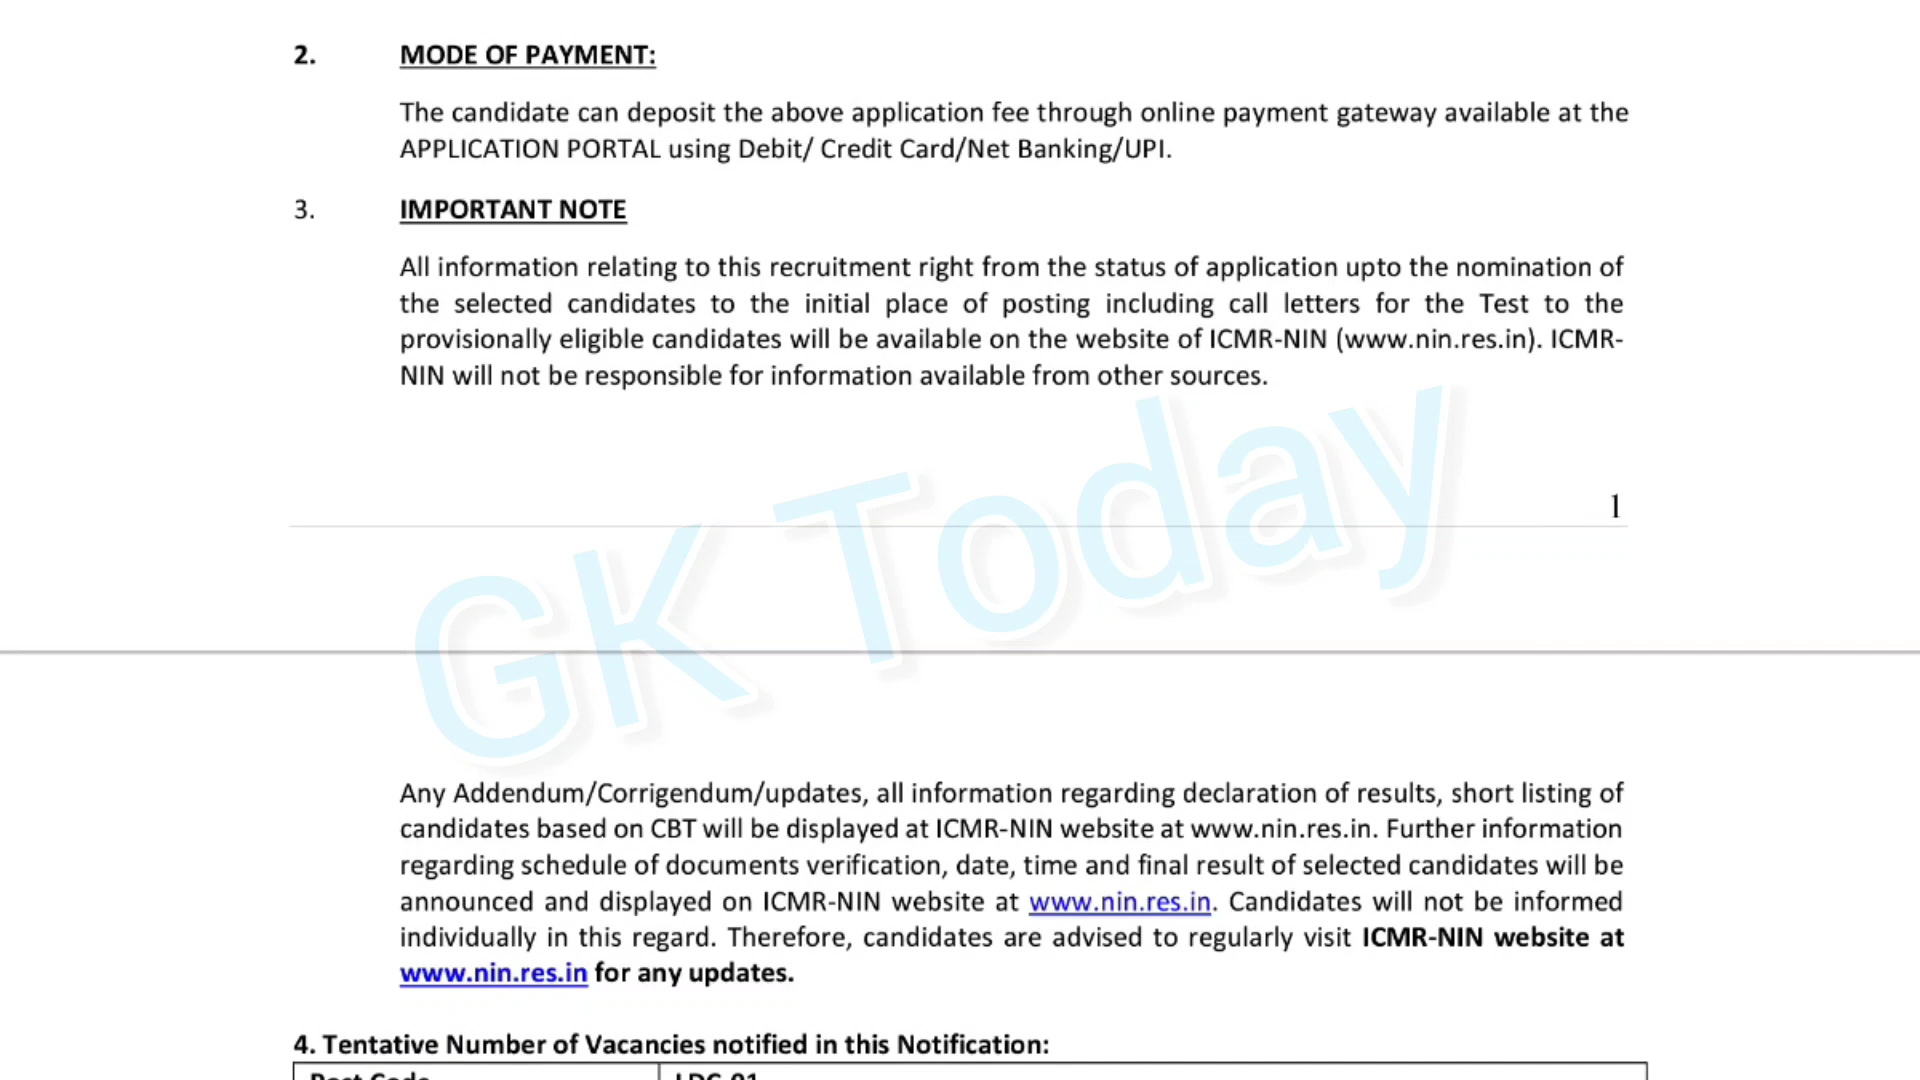 2. MODE OF PAYMENT:
The candidate can deposit the above application fee through online payment gateway available at the
APPLICATION PORTAL using Debit/ Credit Card/Net Banking/UPI.
3. IMPORTANT NOTE
All information relating to this recruitment right from the status of application upto the nomination of
the selected candidates to the initial place of posting including call letters for the Test to the
provisionally eligible candidates will be available on the website of ICMR-NIN (www.nin.res.in). ICMR-
NIN will not be responsible for information available from other sources.
GK Today
1
Any Addendum/Corrigendum/updates, all information regarding declaration of results, short listing of
candidates based on CBT will be displayed at ICMR-NIN website at www.nin.res.in. Further information
regarding schedule of documents verification, date, time and final result of selected candidates will be
announced and displayed on ICMR-NIN website at www.nin.res.in. Candidates will not be informed
individually in this regard. Therefore, candidates are advised to regularly visit ICMR-NIN website at
www.nin.res.in for any updates.
4. Tentative Number of Vacancies notified in this Notification:
Post Code LDC-01